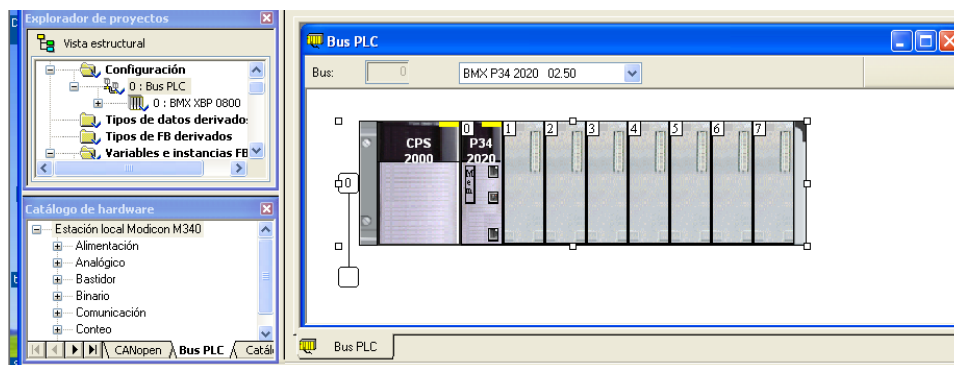 Explorador de proyectos
Vista estructural
Configuración
0 : Bus PLC
0 : BMX XBP 0800
Tipos de datos derivado:
Tipos de FB derivados
Variables e instancias FB
Catálogo de hardware
Estación local Modicon M340
Alimentación
Analógico
Bastidor
Binario
Comunicación
Conteo
CANopen Bus PLC Catál
Bus PLC
Bus: 0 BMX P34 2020 02.50
0 1 2 3 4 5 6 7
CPS P34
2000 2020
Mem
0
Bus PLC